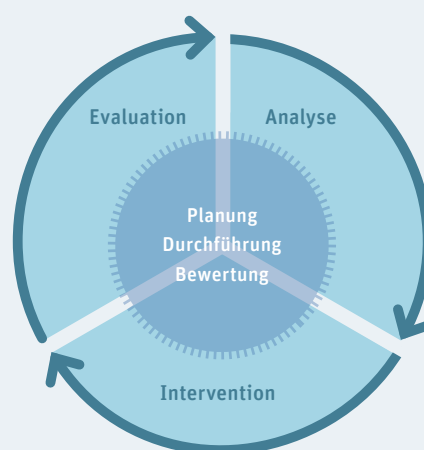 Evaluation
Analyse
Planung
Durchführung
Bewertung
Intervention